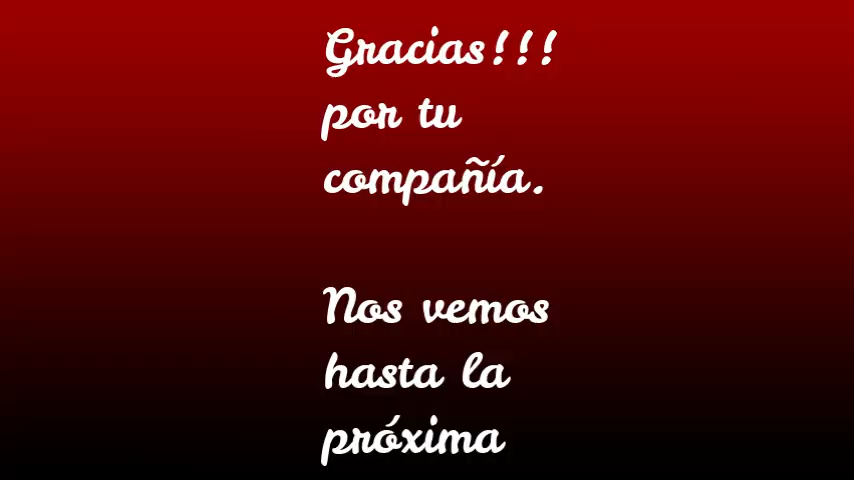 Gracias!!!
por tu
compañía.
Nos vemos
hasta la
próxima